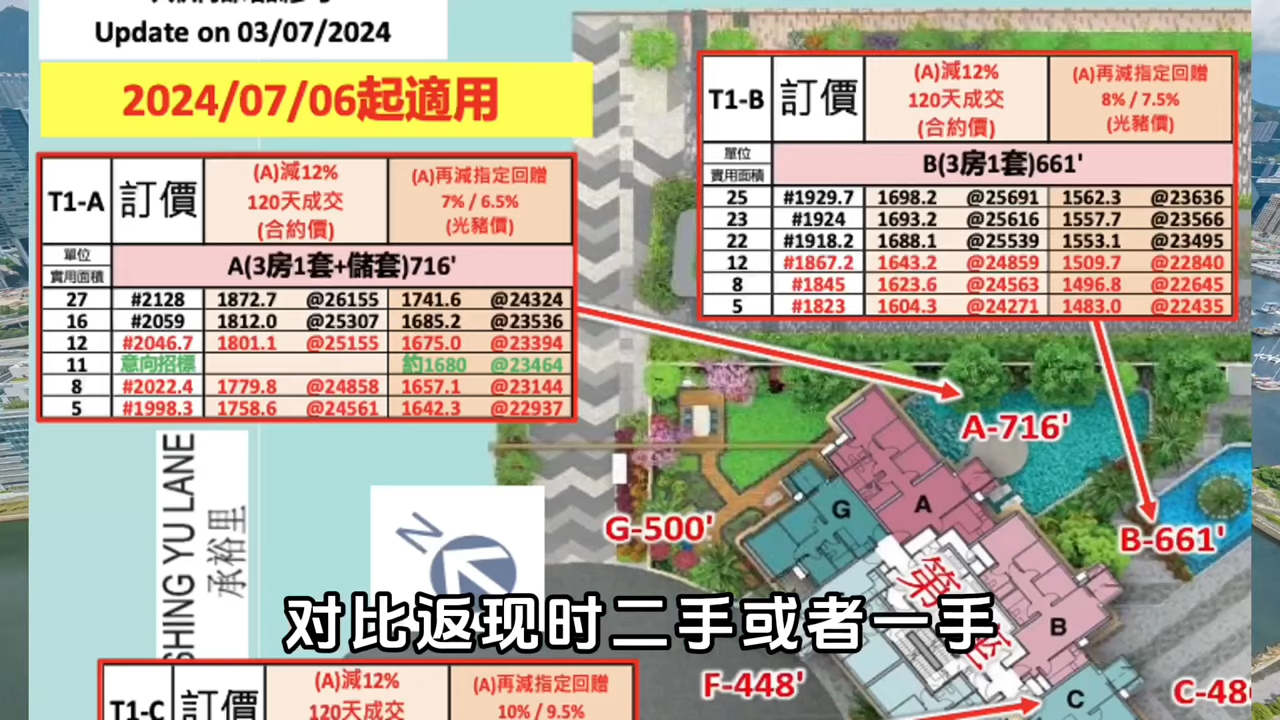 Update on 03/07/2024
2024/07/06起適用
T1-A 訂價 (A)減12% 120天成交 (合約價) (A)再減指定回贈 7% / 6.5% (光豬價)
單位
實用面積
A(3房1套+儲套)716'
27 #2128 1872.7 @26155 1741.6 @24324
16 #2059 1812.0 @25307 1685.2 @23536
12 #2046.7 1801.1 @25155 1675.0 @23394
11 意向招標 約1680 @23464
8 #2022.4 1779.8 @24858 1657.1 @23144
5 #1998.3 1758.6 @24561 1642.3 @22937
T1-B 訂價 (A)減12% 120天成交 (合約價) (A)再減指定回贈 8% / 7.5% (光豬價)
單位
實用面積
B(3房1套)661'
25 #1929.7 1698.2 @25691 1562.3 @23636
23 #1924 1693.2 @25616 1557.7 @23566
22 #1918.2 1688.1 @25539 1553.1 @23495
12 #1867.2 1643.2 @24859 1509.7 @22840
8 #1845 1623.6 @24563 1496.8 @22645
5 #1823 1604.3 @24271 1483.0 @22435
A-716'
G-500'
B-661'
G
A
B
C
第
F-448'
C-48
SHING YU LANE
承裕里
N
对比返现时二手或者一手
T1-C 訂價 (A)減12% 120天成交 (A)再減指定回贈 10% / 9.5%